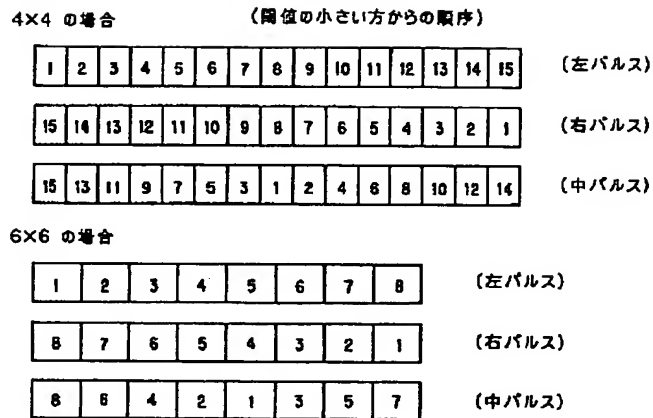 4×4 の場合 (閾値の小さい方からの順序)
1 2 3 4 5 6 7 8 9 10 11 12 13 14 15 (左パルス)
15 14 13 12 11 10 9 8 7 6 5 4 3 2 1 (右パルス)
15 13 11 9 7 5 3 1 2 4 6 8 10 12 14 (中パルス)
6×6 の場合
1 2 3 4 5 6 7 8 (左パルス)
8 7 6 5 4 3 2 1 (右パルス)
8 6 4 2 1 3 5 7 (中パルス)